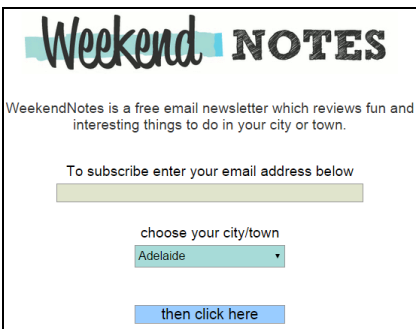 Weekend NOTES
WeekendNotes is a free email newsletter which reviews fun and
interesting things to do in your city or town.
To subscribe enter your email address below
choose your city/town
Adelaide
then click here